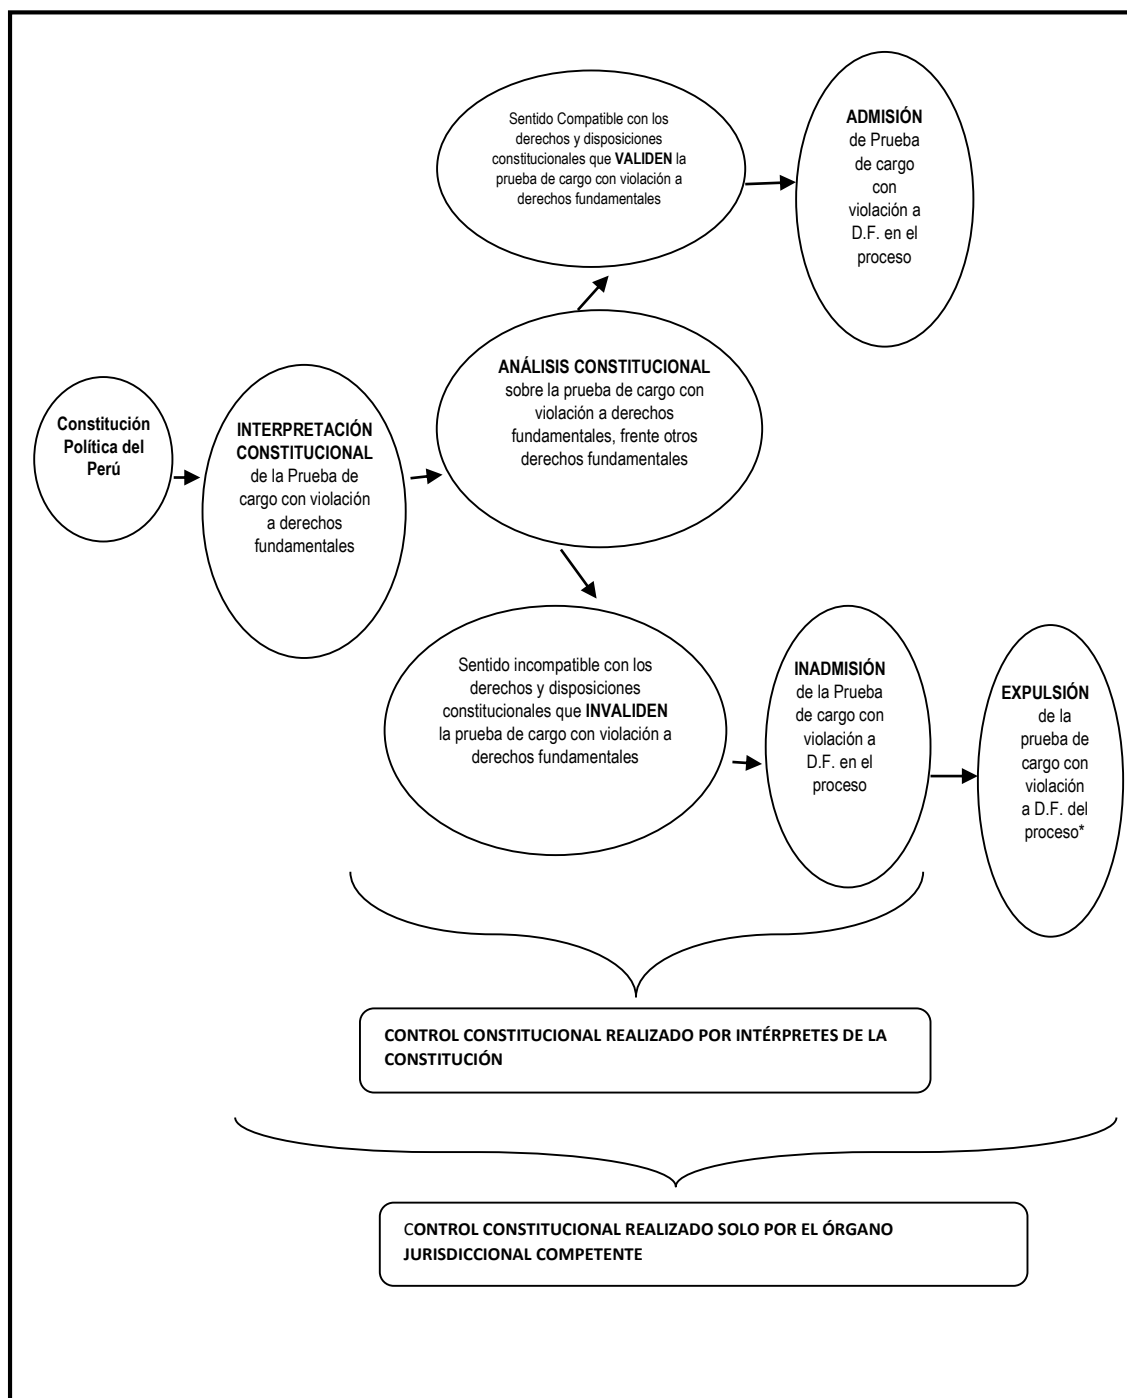 Sentido Compatible con los
derechos y disposiciones
constitucionales que VALIDEN la
prueba de cargo con violación a
derechos fundamentales
ADMISIÓN
de Prueba
de cargo
con
violación a
D.F. en el
proceso
ANÁLISIS CONSTITUCIONAL
sobre la prueba de cargo con
violación a derechos
fundamentales, frente otros
derechos fundamentales
Constitución
Política del
Perú
INTERPRETACIÓN
CONSTITUCIONAL
de la Prueba de
cargo con violación
a derechos
fundamentales
Sentido incompatible con los
derechos y disposiciones
constitucionales que INVALIDEN
la prueba de cargo con violación a
derechos fundamentales
INADMISIÓN
de la Prueba
de cargo con
violación a
D.F. en el
proceso
EXPULSIÓN
de la
prueba de
cargo con
violación
a D.F. del
proceso*
CONTROL CONSTITUCIONAL REALIZADO POR INTÉRPRETES DE LA
CONSTITUCIÓN
CONTROL CONSTITUCIONAL REALIZADO SOLO POR EL ÓRGANO
JURISDICCIONAL COMPETENTE